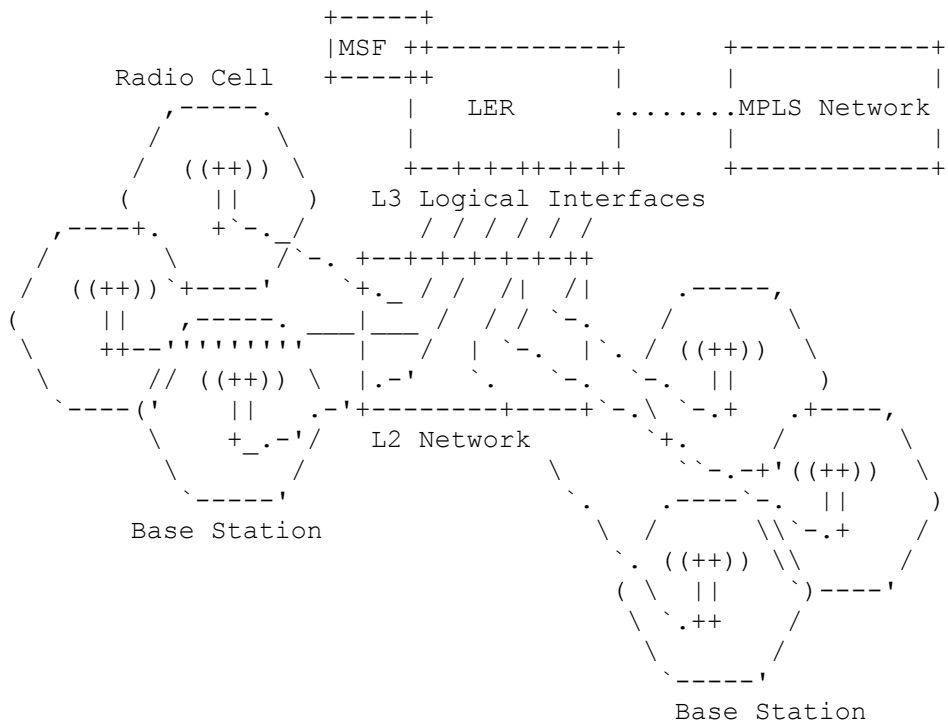 MSF
Radio Cell
LER
MPLS Network
L3 Logical Interfaces
L2 Network
Base Station
Base Station